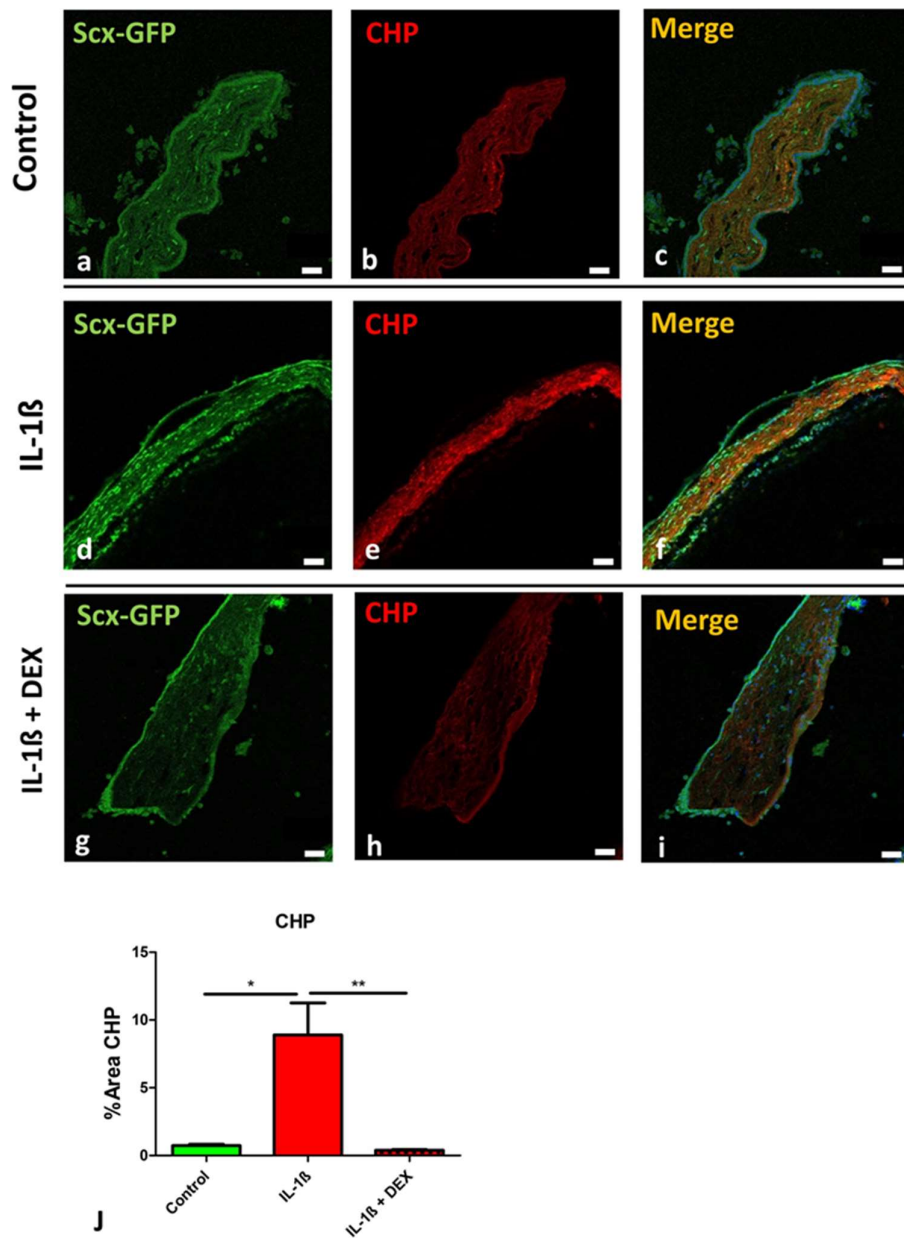 Control
Scx-GFP CHP Merge
a b c
IL-1ß
Scx-GFP CHP Merge
d e f
IL-1ß + DEX
Scx-GFP CHP Merge
g h i
CHP
%Area CHP
15
10
5
0
* **
Control IL-1ß IL-1ß + DEX
J